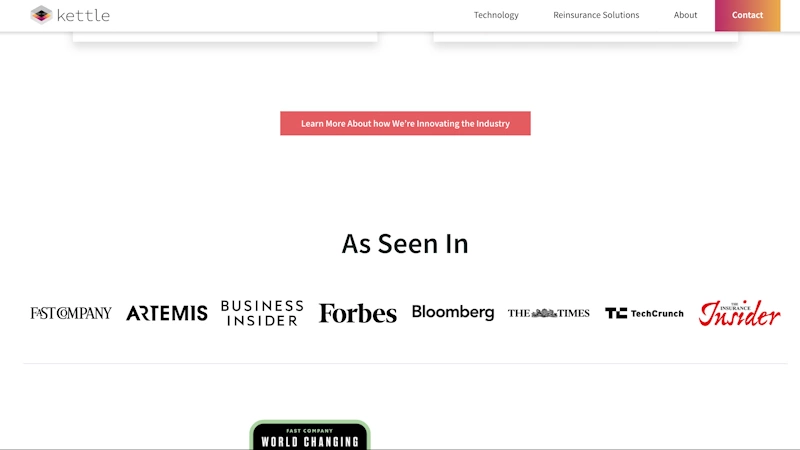 kettle
Technology
Reinsurance Solutions
About
Contact
Learn More About how We're Innovating the Industry
As Seen In
FAST COMPANY
ARTEMIS
BUSINESS
INSIDER
Forbes
Bloomberg
THE TIMES
TC TechCrunch
THE
INSURANCE
Insider
FAST COMPANY
WORLD CHANGING